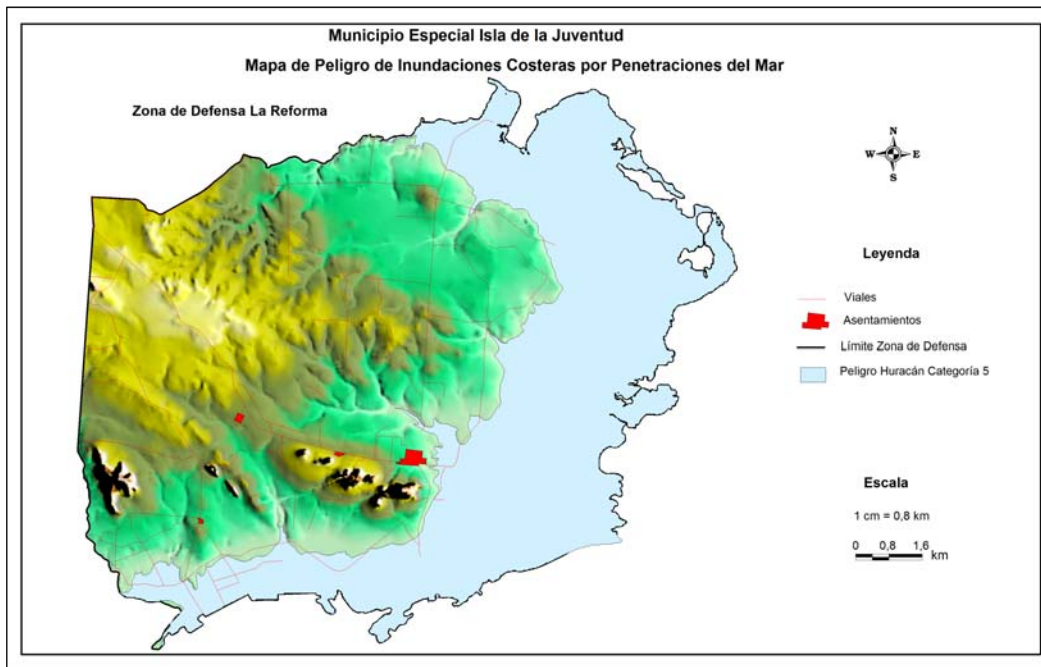 Municipio Especial Isla de la Juventud
Mapa de Peligro de Inundaciones Costeras por Penetraciones del Mar
Zona de Defensa La Reforma
N
W E
S
Leyenda
Viales
Asentamientos
Límite Zona de Defensa
Peligro Huracán Categoría 5
Escala
1 cm = 0,8 km
0 0,8 1,6
km